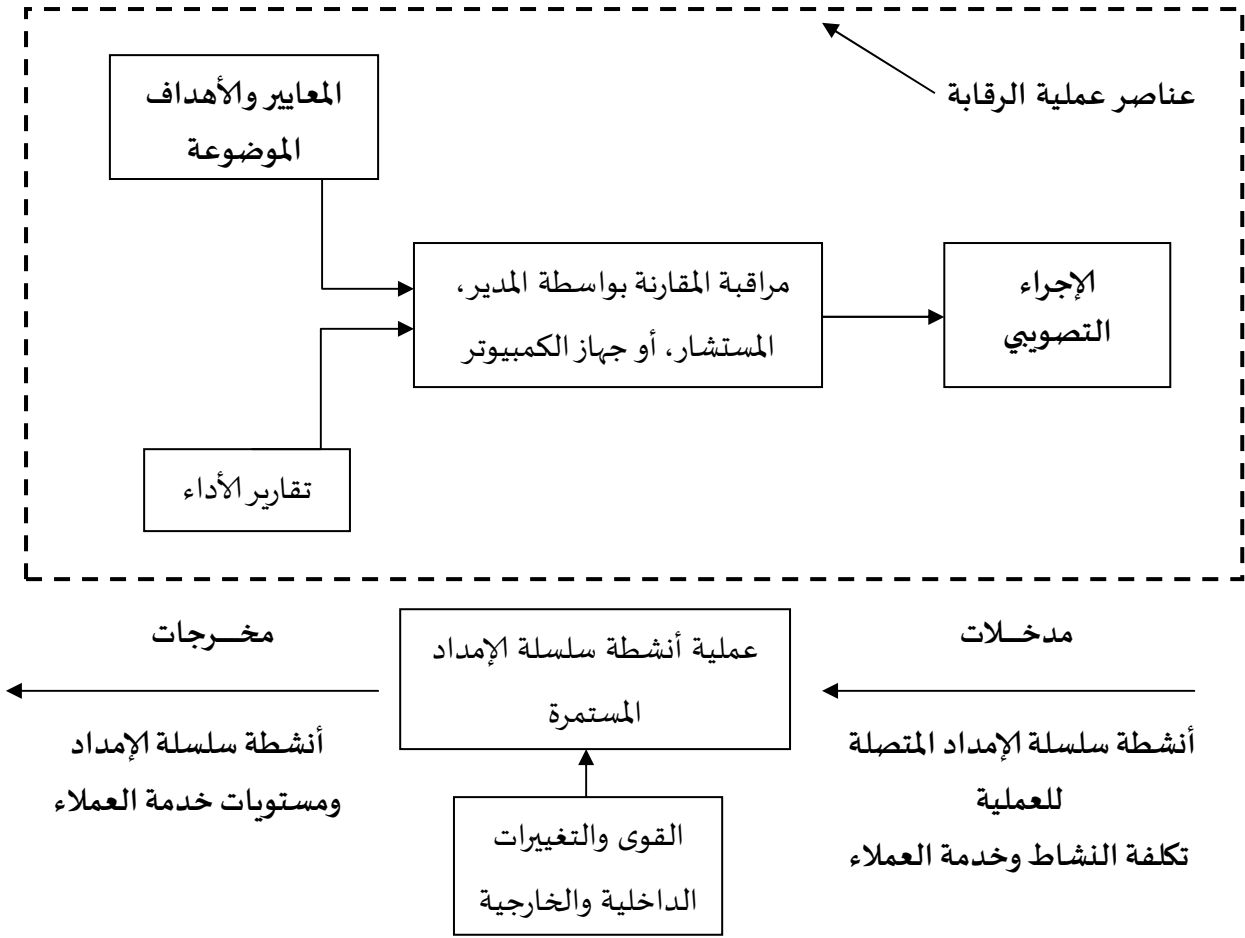 عناصر عملية الرقابة
المعايير والأهداف
الموضوعة
مراقبة المقارنة بواسطة المدير،
المستشار، أو جهاز الكمبيوتر
الإجراء
التصويبي
تقارير الأداء
مدخــلات
أنشطة سلسلة الإمداد المتصلة
للعملية
تكلفة النشاط وخدمة العملاء
عملية أنشطة سلسلة الإمداد
المستمرة
مخــرجات
أنشطة سلسلة الإمداد
ومستويات خدمة العملاء
القوى والتغييرات
الداخلية والخارجية